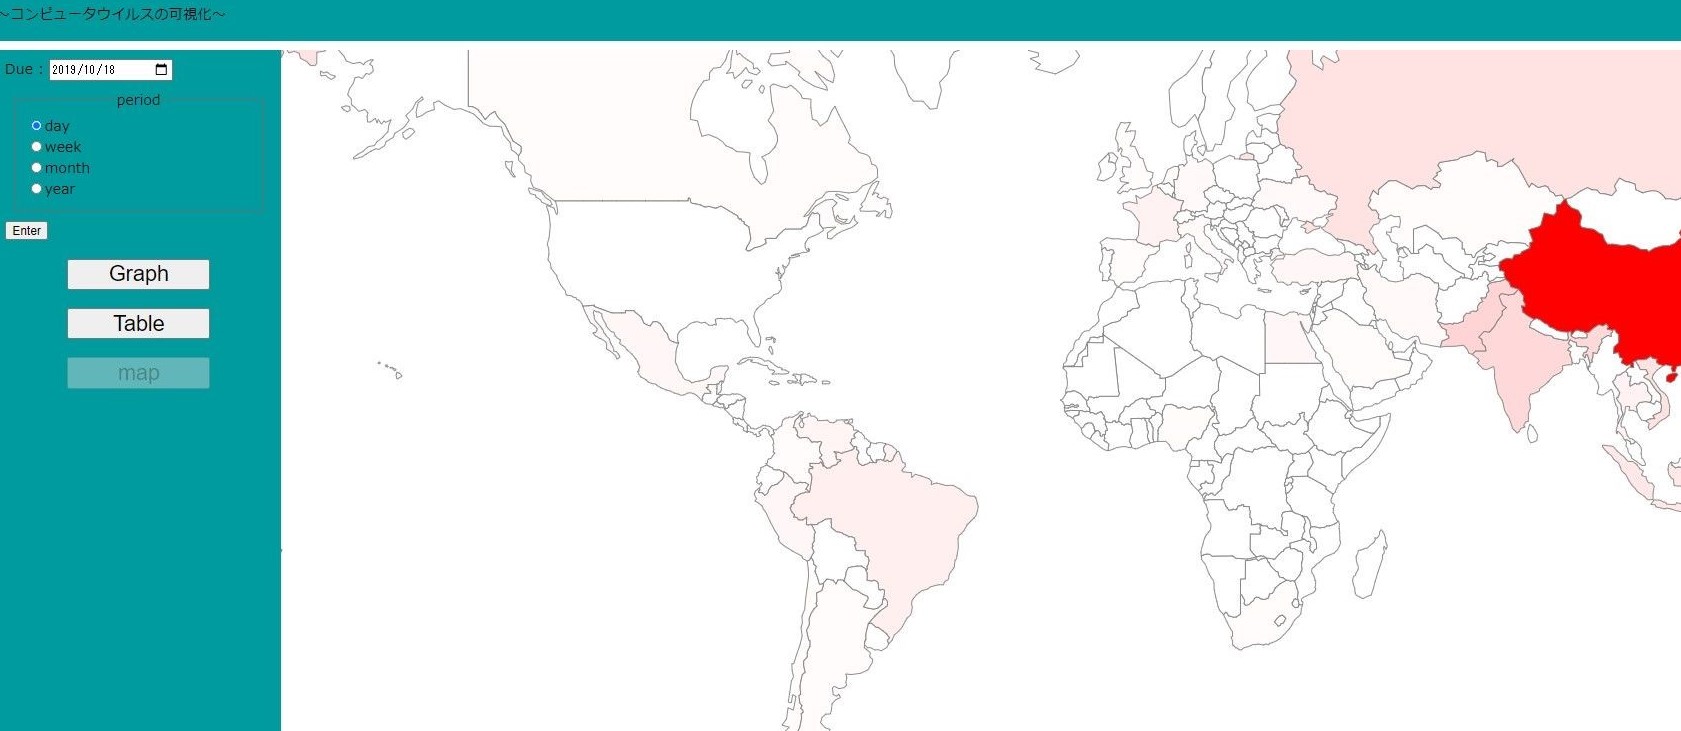 ～コンピュータウイルスの可視化～
Due : 2019/10/18
period
day
week
month
year
Enter
Graph
Table
map